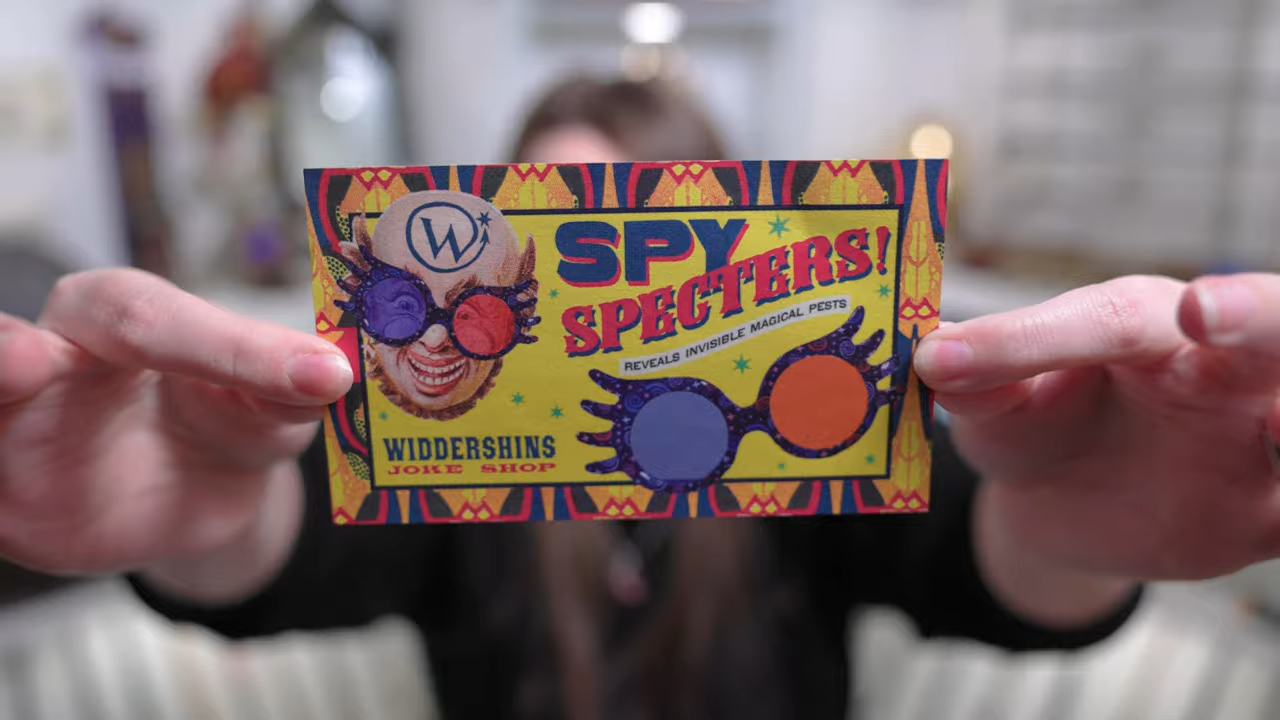 W
SPY
SPECTERS!
REVEALS INVISIBLE MAGICAL PESTS
WIDDERSHINS
JOKE SHOP